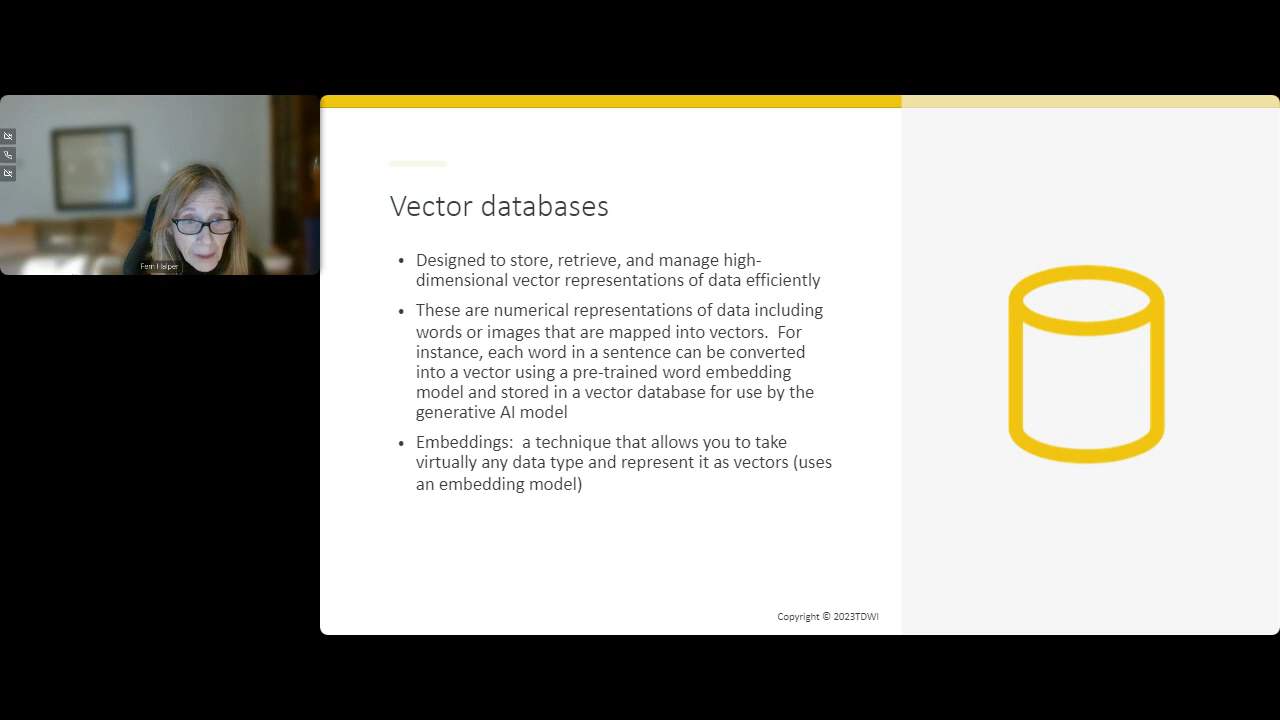 Fern Halper
Vector databases
• Designed to store, retrieve, and manage high-
dimensional vector representations of data efficiently
• These are numerical representations of data including
words or images that are mapped into vectors.  For
instance, each word in a sentence can be converted
into a vector using a pre-trained word embedding
model and stored in a vector database for use by the
generative AI model
• Embeddings:  a technique that allows you to take
virtually any data type and represent it as vectors (uses
an embedding model)
Copyright © 2023TDWI